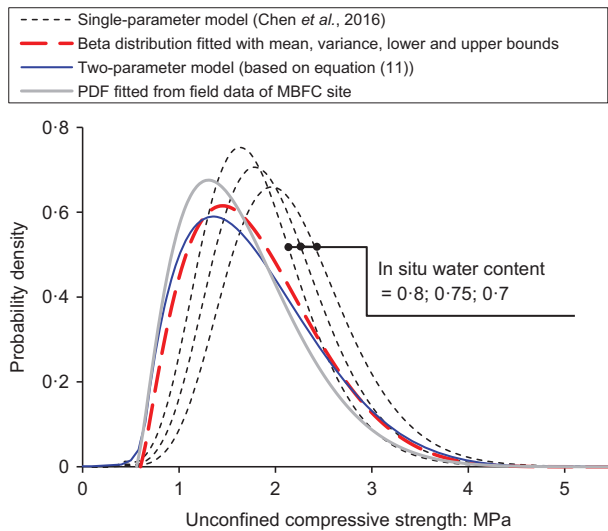 Single-parameter model (Chen et al., 2016)
Beta distribution fitted with mean, variance, lower and upper bounds
Two-parameter model (based on equation (11))
PDF fitted from field data of MBFC site
0·8
0·6
0·4
0·2
0
Probability density
In situ water content
= 0·8; 0·75; 0·7
0 1 2 3 4 5
Unconfined compressive strength: MPa